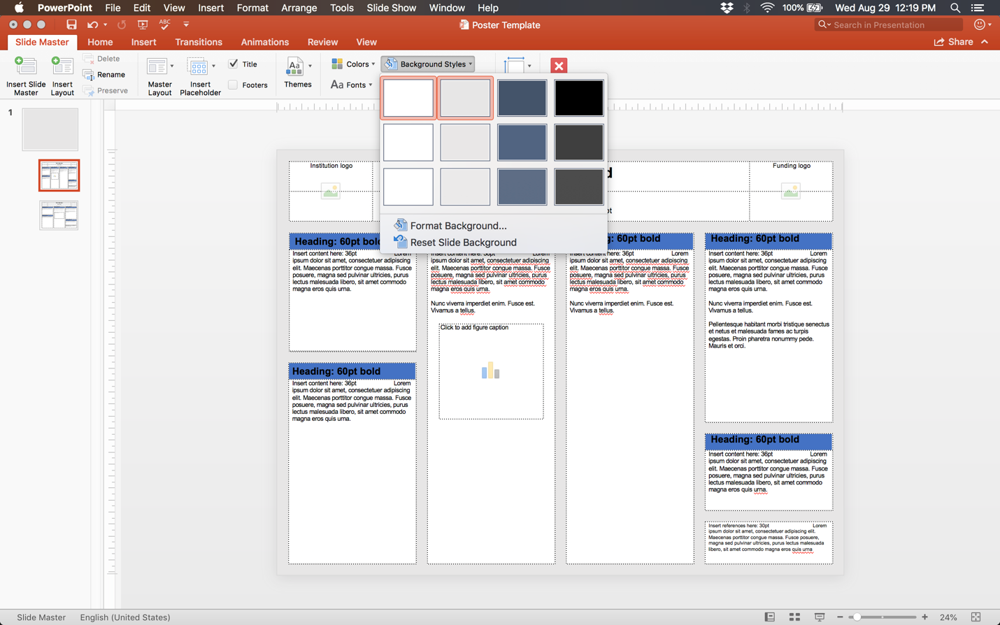 PowerPoint File Edit View Insert Format Arrange Tools Slide Show Window Help 100% Wed Aug 29 12:19 PM
ABC Poster Template Search in Presentation
Slide Master Home Insert Transitions Animations Review View Share
Insert Slide Master
Insert Layout
Delete
Rename
Preserve
Master Layout
Insert Placeholder
Title
Footers
Aa
Themes
Colors
Aa Fonts
Background Styles
Format Background...
Reset Slide Background
1
Institution logo
Funding logo
Heading: 60pt bold
Insert content here: 36pt Lorem
ipsum dolor sit amet, consectetuer adipiscing
elit. Maecenas porttitor congue massa. Fusce
posuere, magna sed pulvinar ultricies, purus
lectus malesuada libero, sit amet commodo
magna eros quis urna.
Heading: 60pt bold
Insert content here: 36pt Lorem
ipsum dolor sit amet, consectetuer adipiscing
elit. Maecenas porttitor congue massa. Fusce
posuere, magna sed pulvinar ultricies, purus
lectus malesuada libero, sit amet commodo
magna eros quis urna.
Insert content here: 36pt Lorem
ipsum dolor sit amet, consectetuer adipiscing
elit. Maecenas porttitor congue massa. Fusce
posuere, magna sed pulvinar ultricies, purus
lectus malesuada libero, sit amet commodo
magna eros quis urna.
Nunc viverra imperdiet enim. Fusce est.
Vivamus a tellus.
Click to add figure caption
g: 60pt bold
Insert content here: 36pt Lorem
ipsum dolor sit amet, consectetuer adipiscing
elit. Maecenas porttitor congue massa. Fusce
posuere, magna sed pulvinar ultricies, purus
lectus malesuada libero, sit amet commodo
magna eros quis urna.
Nunc viverra imperdiet enim. Fusce est.
Vivamus a tellus.
Heading: 60pt bold
Insert content here: 36pt Lorem
ipsum dolor sit amet, consectetuer adipiscing
elit. Maecenas porttitor congue massa. Fusce
posuere, magna sed pulvinar ultricies, purus
lectus malesuada libero, sit amet commodo
magna eros quis urna.
Nunc viverra imperdiet enim. Fusce est.
Vivamus a tellus.
Pellentesque habitant morbi tristique senectus
et netus et malesuada fames ac turpis
egestas. Proin pharetra nonummy pede.
Mauris et orci.
Heading: 60pt bold
Insert content here: 36pt Lorem
ipsum dolor sit amet, consectetuer adipiscing
elit. Maecenas porttitor congue massa. Fusce
posuere, magna sed pulvinar ultricies, purus
lectus malesuada libero, sit amet commodo
magna eros quis urna.
Insert references here: 30pt Lorem
ipsum dolor sit amet, consectetuer adipiscing elit.
Maecenas porttitor congue massa. Fusce posuere,
magna sed pulvinar ultricies, purus lectus malesuada
libero, sit amet commodo magna eros quis urna
Slide Master English (United States) 24%